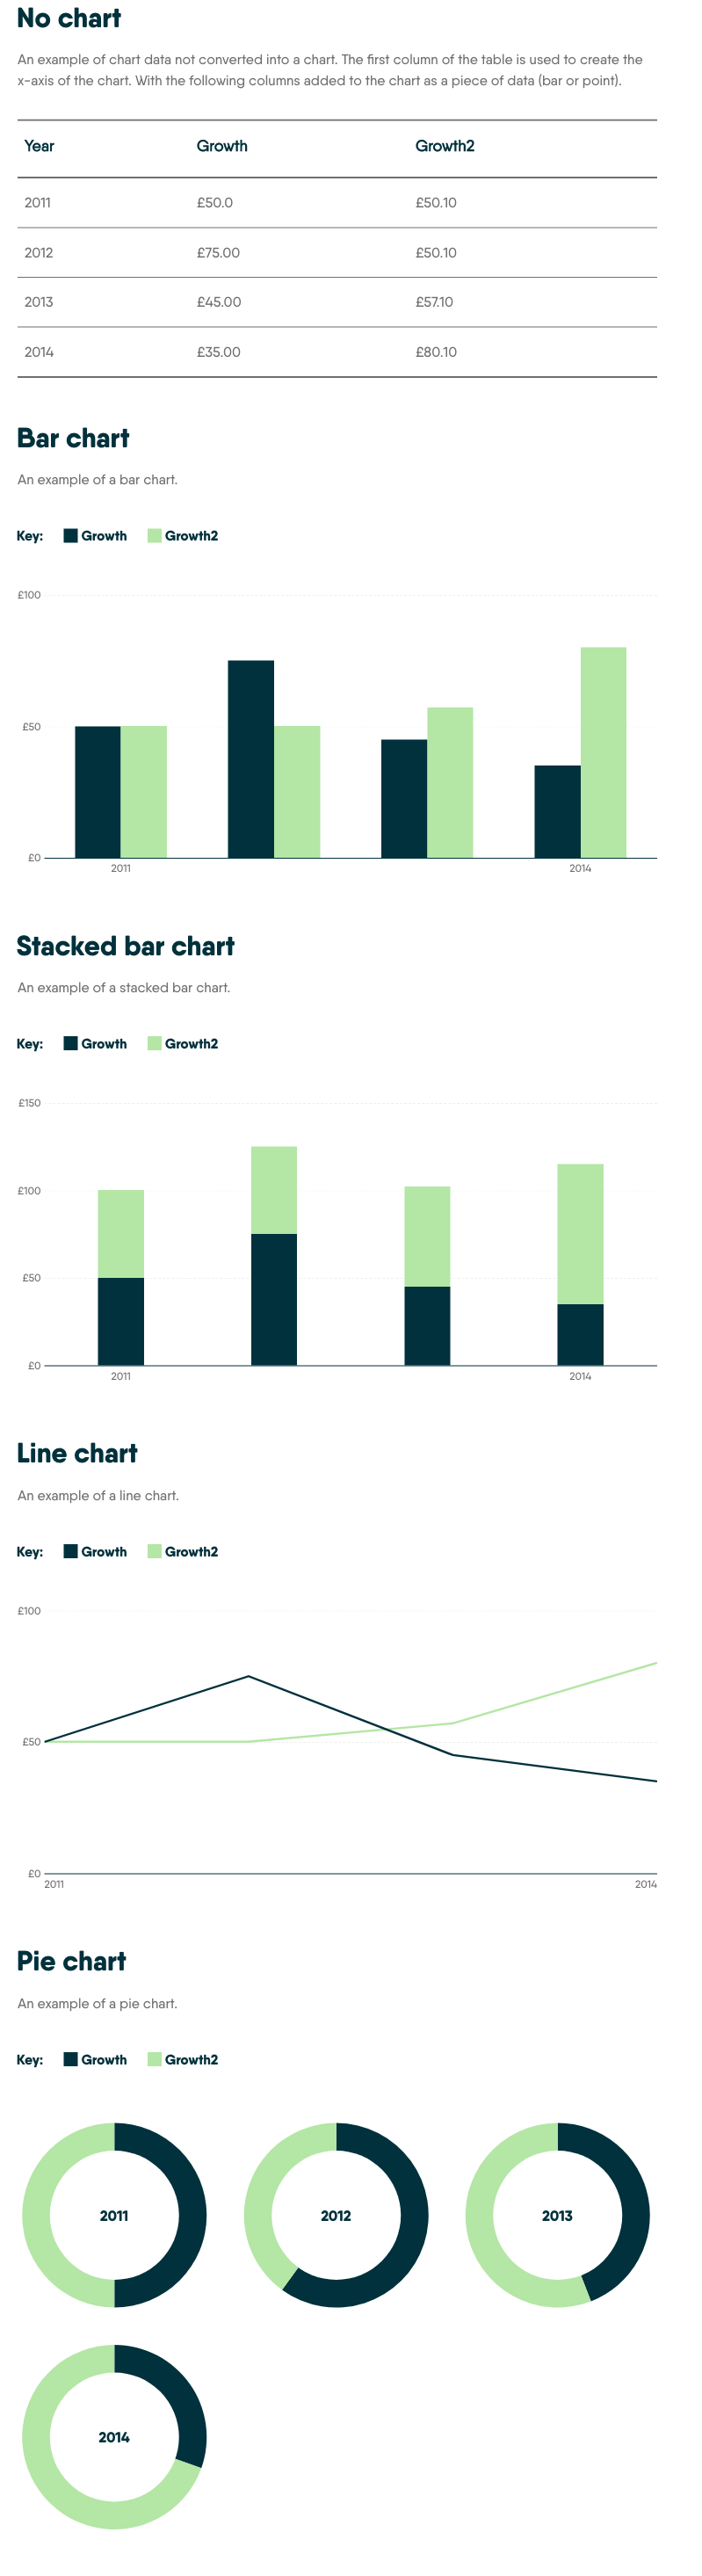 No chart
An example of chart data not converted into a chart. The first column of the table is used to create the
x-axis of the chart. With the following columns added to the chart as a piece of data (bar or point).
Year Growth Growth2
2011 £50.0 £50.10
2012 £75.00 £50.10
2013 £45.00 £57.10
2014 £35.00 £80.10
Bar chart
An example of a bar chart.
Key: Growth Growth2
£100
£50
£0
2011 2014
Stacked bar chart
An example of a stacked bar chart.
Key: Growth Growth2
£150
£100
£50
£0
2011 2014
Line chart
An example of a line chart.
Key: Growth Growth2
£100
£50
£0
2011 2014
Pie chart
An example of a pie chart.
Key: Growth Growth2
2011 2012 2013
2014